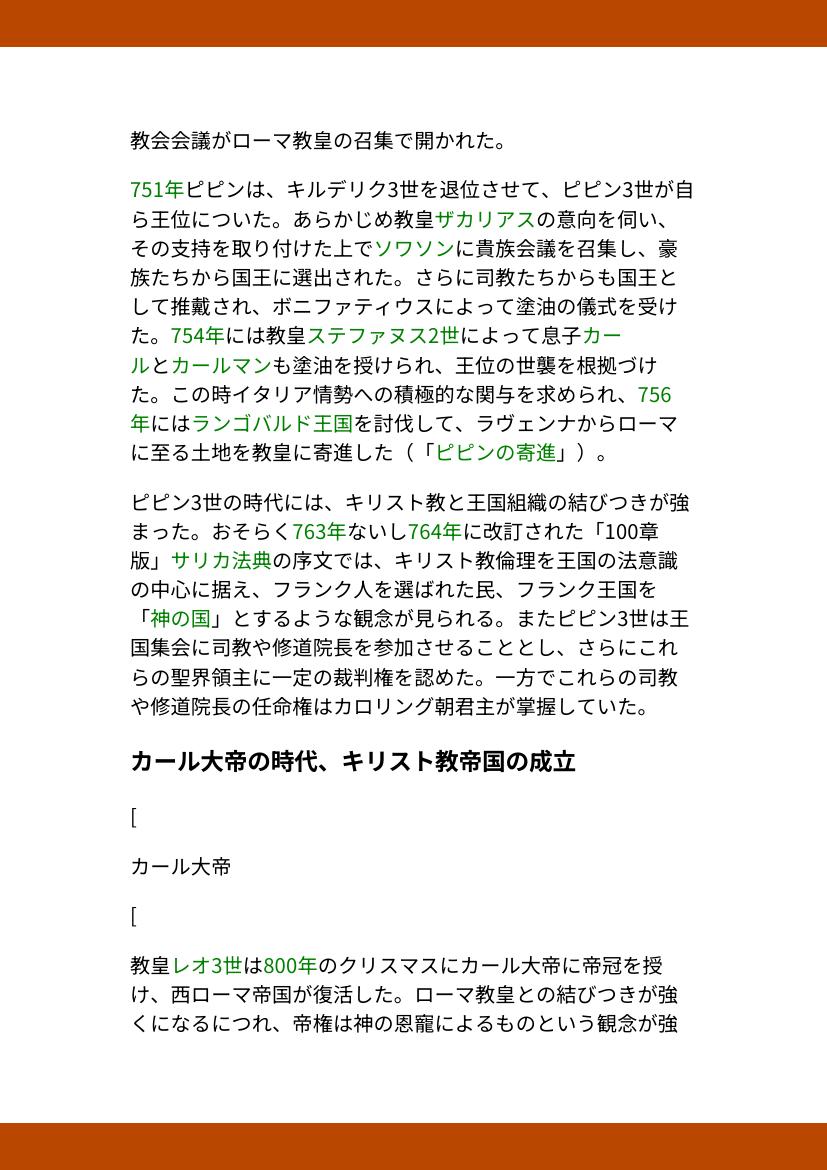 教会会議がローマ教皇の召集で開かれた。
751年ピピンは、キルデリク3世を退位させて、ピピン3世が自
ら王位についた。あらかじめ教皇ザカリアスの意向を伺い、
その支持を取り付けた上でソワソンに貴族会議を召集し、豪
族たちから国王に選出された。さらに司教たちからも国王と
して推戴され、ボニファティウスによって塗油の儀式を受け
た。754年には教皇ステファヌス2世によって息子カー
ルとカールマンも塗油を授けられ、王位の世襲を根拠づけ
た。この時イタリア情勢への積極的な関与を求められ、756
年にはランゴバルド王国を討伐して、ラヴェンナからローマ
に至る土地を教皇に寄進した（「ピピンの寄進」）。
ピピン3世の時代には、キリスト教と王国組織の結びつきが強
まった。おそらく763年ないし764年に改訂された「100章
版」サリカ法典の序文では、キリスト教倫理を王国の法意識
の中心に据え、フランク人を選ばれた民、フランク王国を
「神の国」とするような観念が見られる。またピピン3世は王
国集会に司教や修道院長を参加させることとし、さらにこれ
らの聖界領主に一定の裁判権を認めた。一方でこれらの司教
や修道院長の任命権はカロリング朝君主が掌握していた。
カール大帝の時代、キリスト教帝国の成立
[
カール大帝
[
教皇レオ3世は800年のクリスマスにカール大帝に帝冠を授
け、西ローマ帝国が復活した。ローマ教皇との結びつきが強
くになるにつれ、帝権は神の恩寵によるものという観念が強